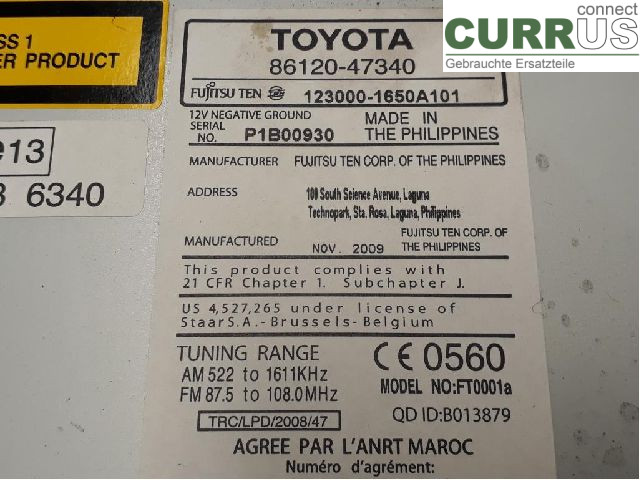 connect
CURRUS
Gebrauchte Ersatzteile
SS 1
ER PRODUCT
13
6340
TOYOTA
86120-47340
FUJITSU TEN 123000-1650A101
12V NEGATIVE GROUND
SERIAL NO. P1B00930
MADE IN THE PHILIPPINES
MANUFACTURER FUJITSU TEN CORP. OF THE PHILIPPINES
ADDRESS 100 South Science Avenue, Laguna
Technopark, Sta. Rosa, Laguna, Philippines
MANUFACTURED NOV. 2009 FUJITSU TEN CORP. OF
THE PHILIPPINES
This product complies with
21 CFR Chapter 1. Subchapter J.
US 4,527,265 under license of
StaarS.A.-Brussels-Belgium
TUNING RANGE
AM 522 to 1611KHz
FM 87.5 to 108.0MHz
CE 0560
MODEL NO:FT0001a
TRC/LPD/2008/47
QD ID:B013879
AGREE PAR L'ANRT MAROC
Numéro d'agrément: